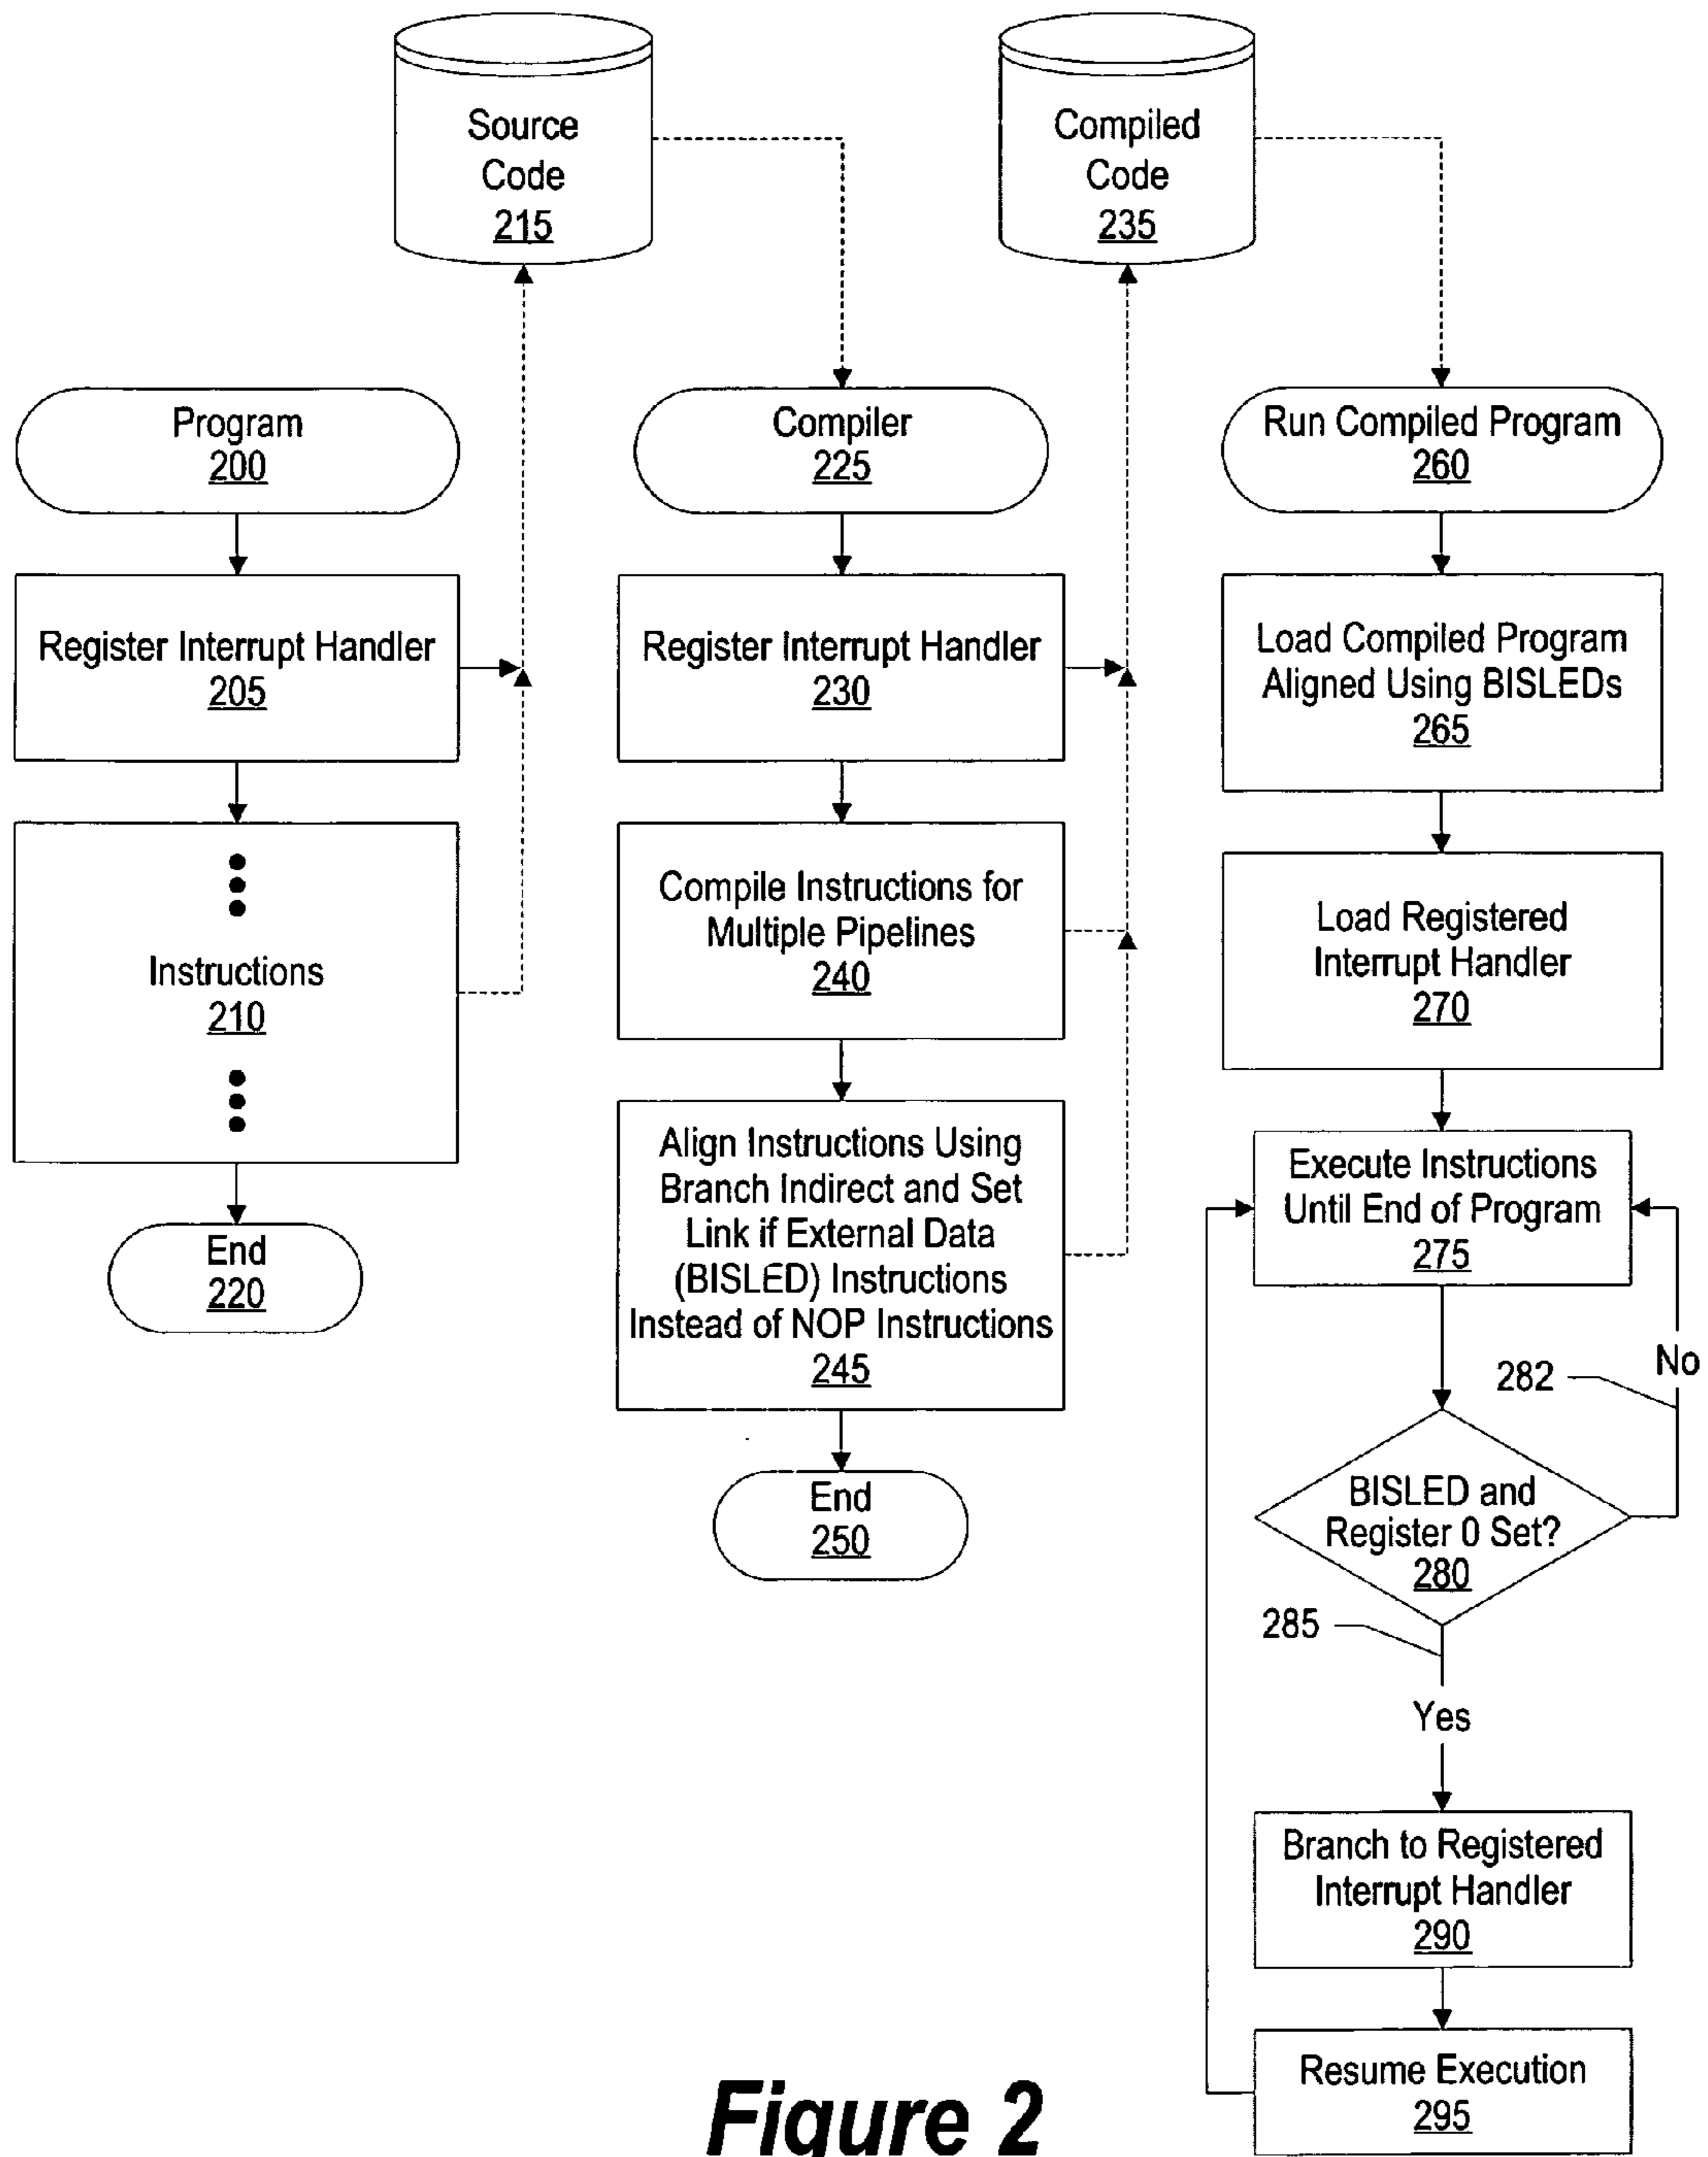 Source
Code
215
Compiled
Code
235
Program
200
Register Interrupt Handler
205
Instructions
210
End
220
Compiler
225
Register Interrupt Handler
230
Compile Instructions for
Multiple Pipelines
240
Align Instructions Using
Branch Indirect and Set
Link if External Data
(BISLED) Instructions
Instead of NOP Instructions
245
End
250
Run Compiled Program
260
Load Compiled Program
Aligned Using BISLEDs
265
Load Registered
Interrupt Handler
270
Execute Instructions
Until End of Program
275
No
282
BISLED and
Register 0 Set?
280
285
Yes
Branch to Registered
Interrupt Handler
290
Resume Execution
295
Figure 2